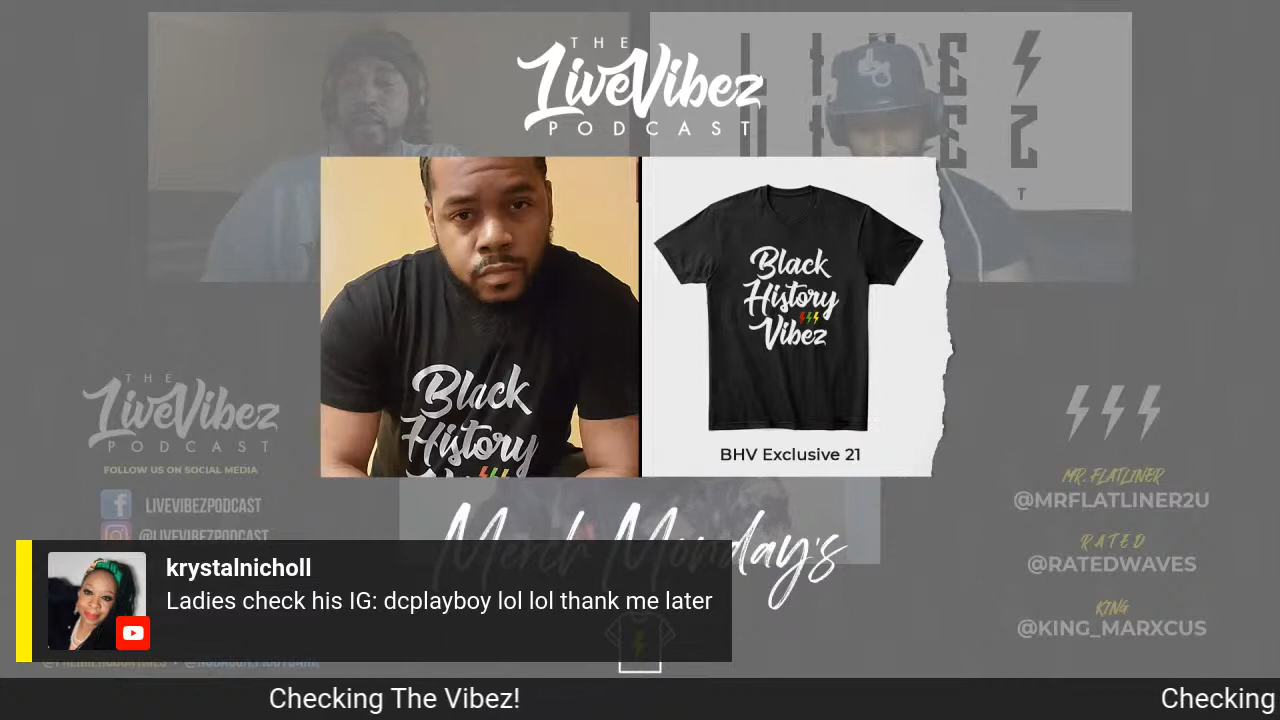 THE
LiveVibez
PODCAST
Black
History
Black
History
Vibez
BHV Exclusive 21
THE
LiveVibez
PODCAST
FOLLOW US ON SOCIAL MEDIA
LIVEVIBEZPODCAST
@LIVEVIBEZPODCAST
MR. FLATLINER
@MRFLATLINER2U
RATED
@RATEDWAVES
KING
@KING_MARXCUS
Merch Monday's
krystalnicholl
Ladies check his IG: dcplayboy lol lol thank me later
Checking The Vibez!
Checking